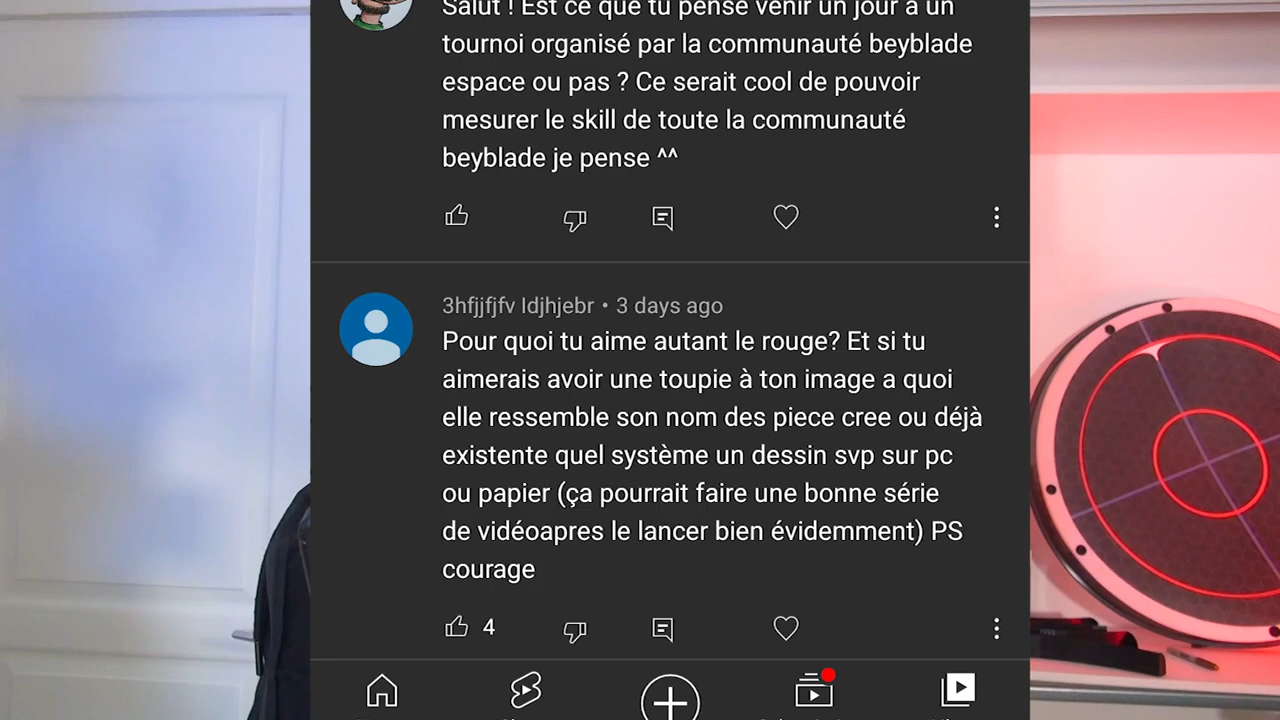 Salut ! Est ce que tu pense venir un jour à un
tournoi organisé par la communauté beyblade
espace ou pas ? Ce serait cool de pouvoir
mesurer le skill de toute la communauté
beyblade je pense ^^
3hfjjfjfv ldjhjebr • 3 days ago
Pour quoi tu aime autant le rouge? Et si tu
aimerais avoir une toupie à ton image a quoi
elle ressemble son nom des piece cree ou déjà
existente quel système un dessin svp sur pc
ou papier (ça pourrait faire une bonne série
de vidéoapres le lancer bien évidemment) PS
courage
4